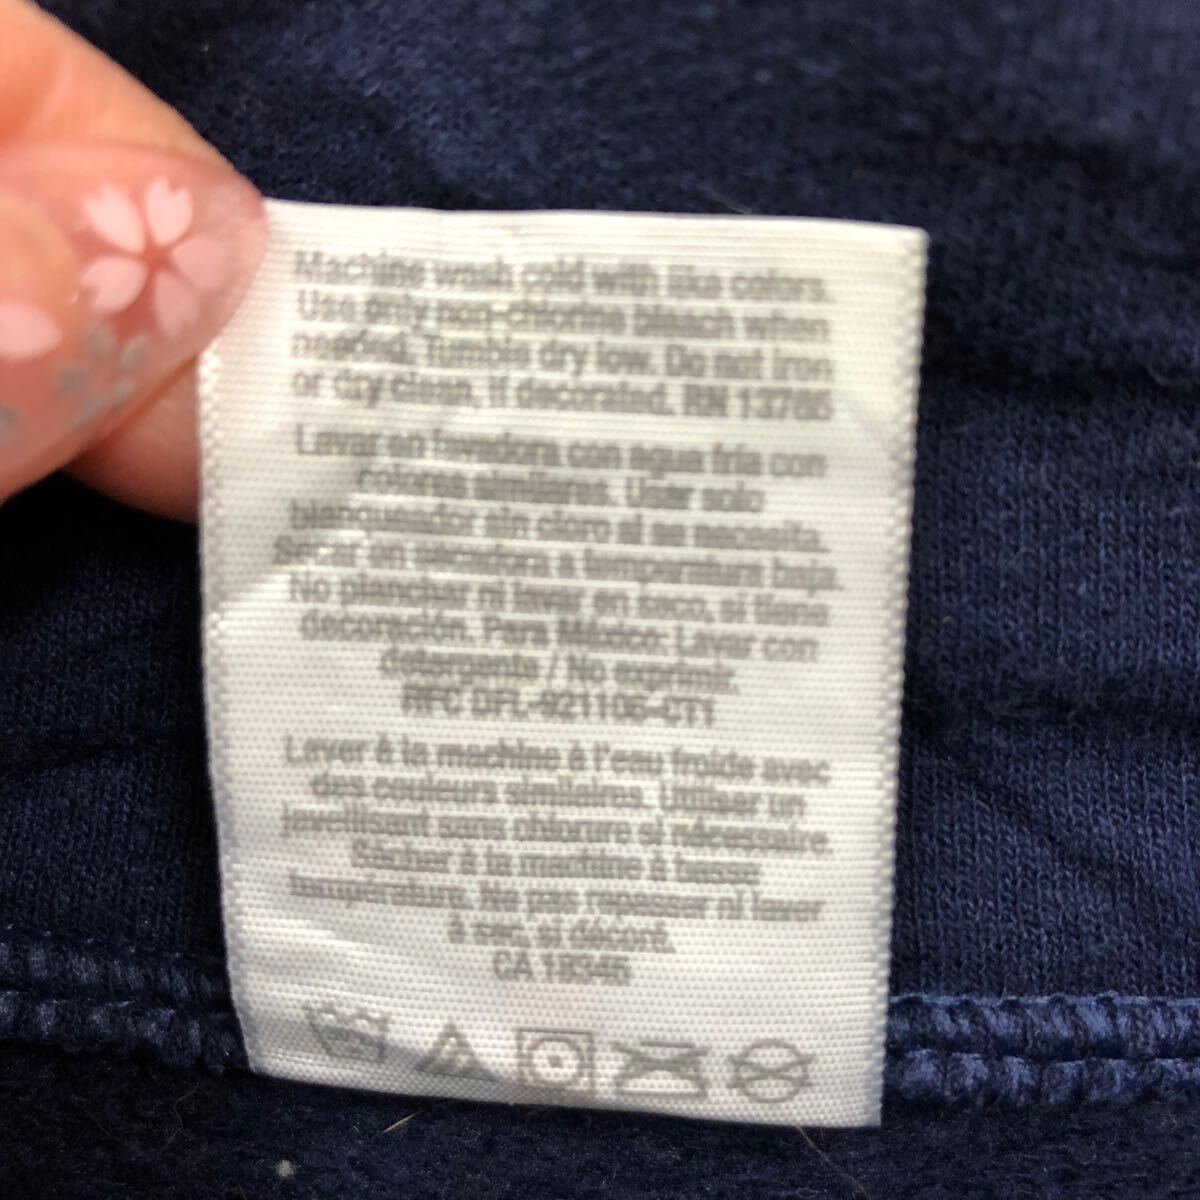 Machine wash cold with like colors.
Use only non-chlorine bleach when
needed. Tumble dry low. Do not iron
or dry clean, if decorated. RN 13765
Lavar en lavadora con agua fría con
colores similares. Usar solo
blanqueador sin cloro si se necesita.
Secar en secadora a temperatura baja.
No planchar ni lavar en seco, si tiene
decoración. Para México: Lavar con
detergente / No exprimir.
RFC DFL-921106-CT1
Laver à la machine à l'eau froide avec
des couleurs similaires. Utiliser un
javellisant sans chlorure si nécessaire.
Sécher à la machine à basse
température. Ne pas repasser ni laver
à sec, si décoré.
CA 18346